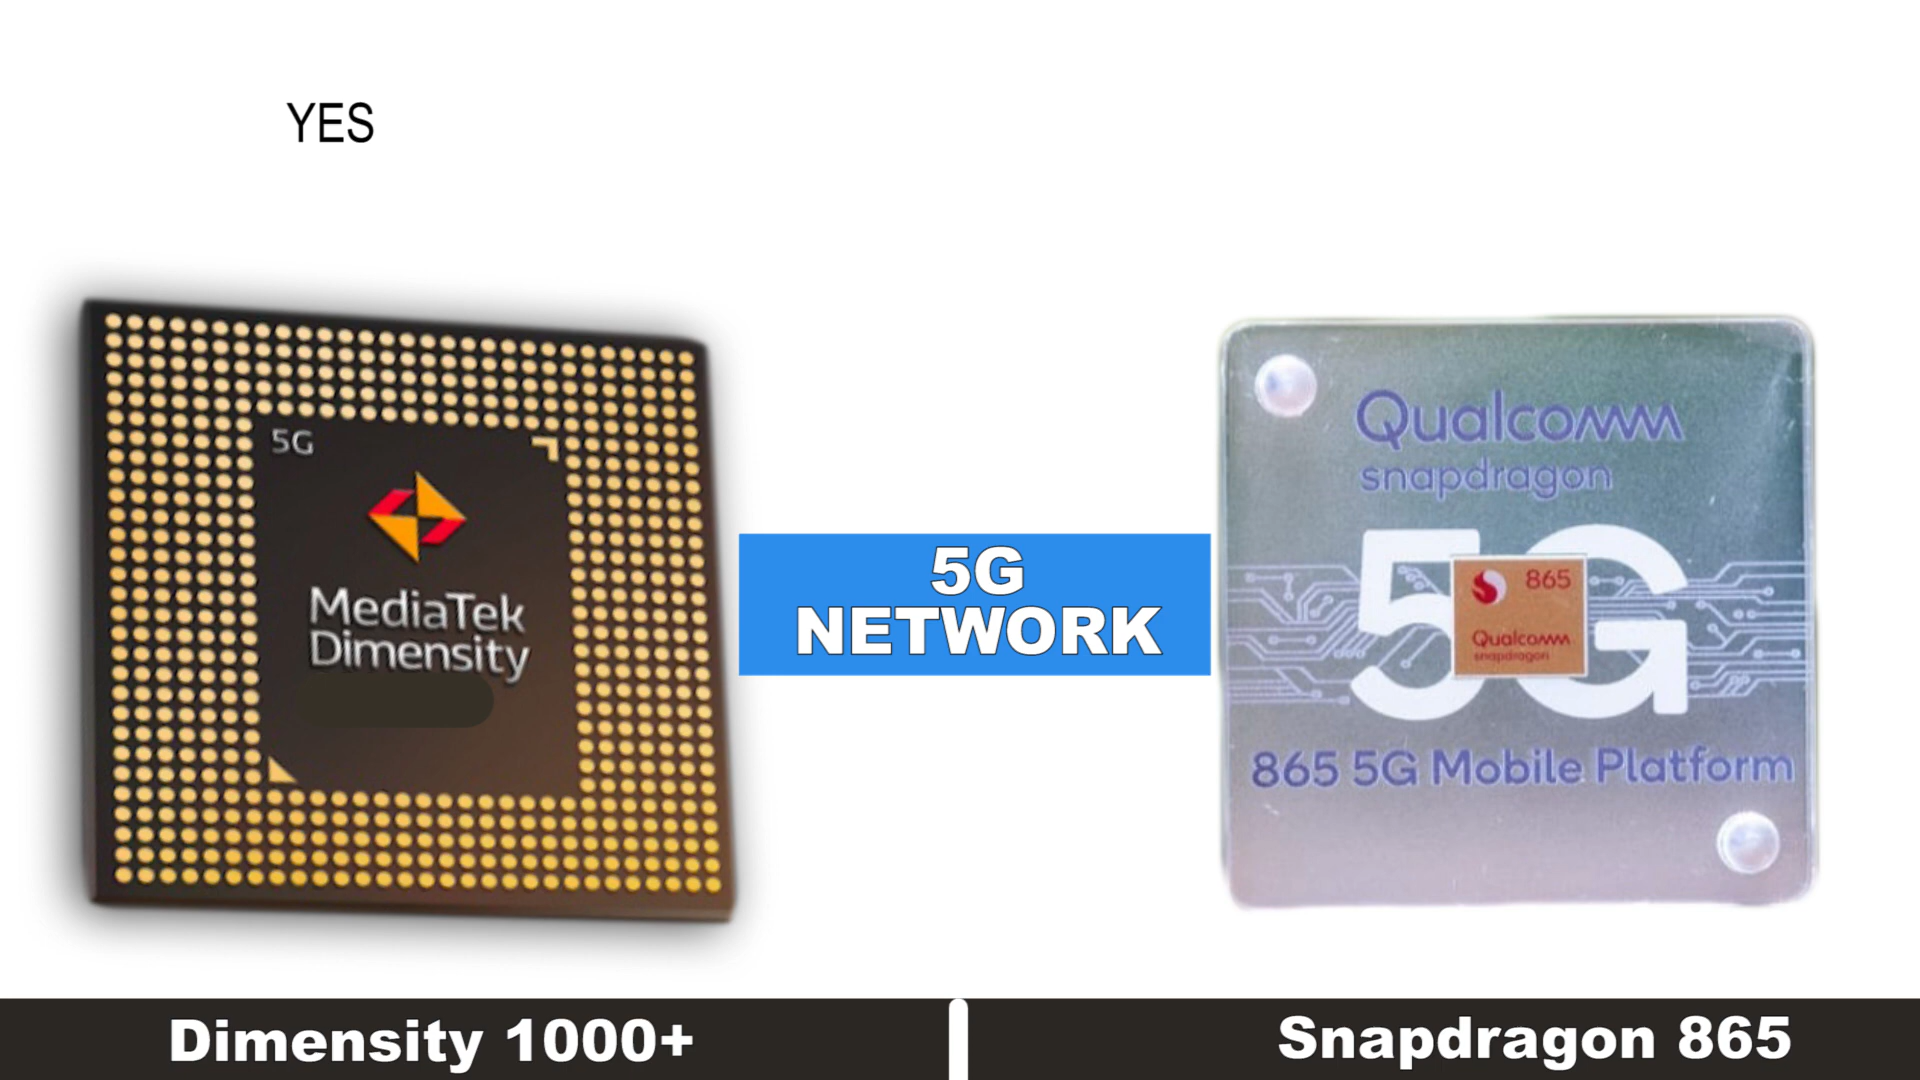 YES
5G
MediaTek
Dimensity
5G
NETWORK
Qualcomm
snapdragon
5G
865
Qualcomm
snapdragon
865 5G Mobile Platform
Dimensity 1000+
Snapdragon 865